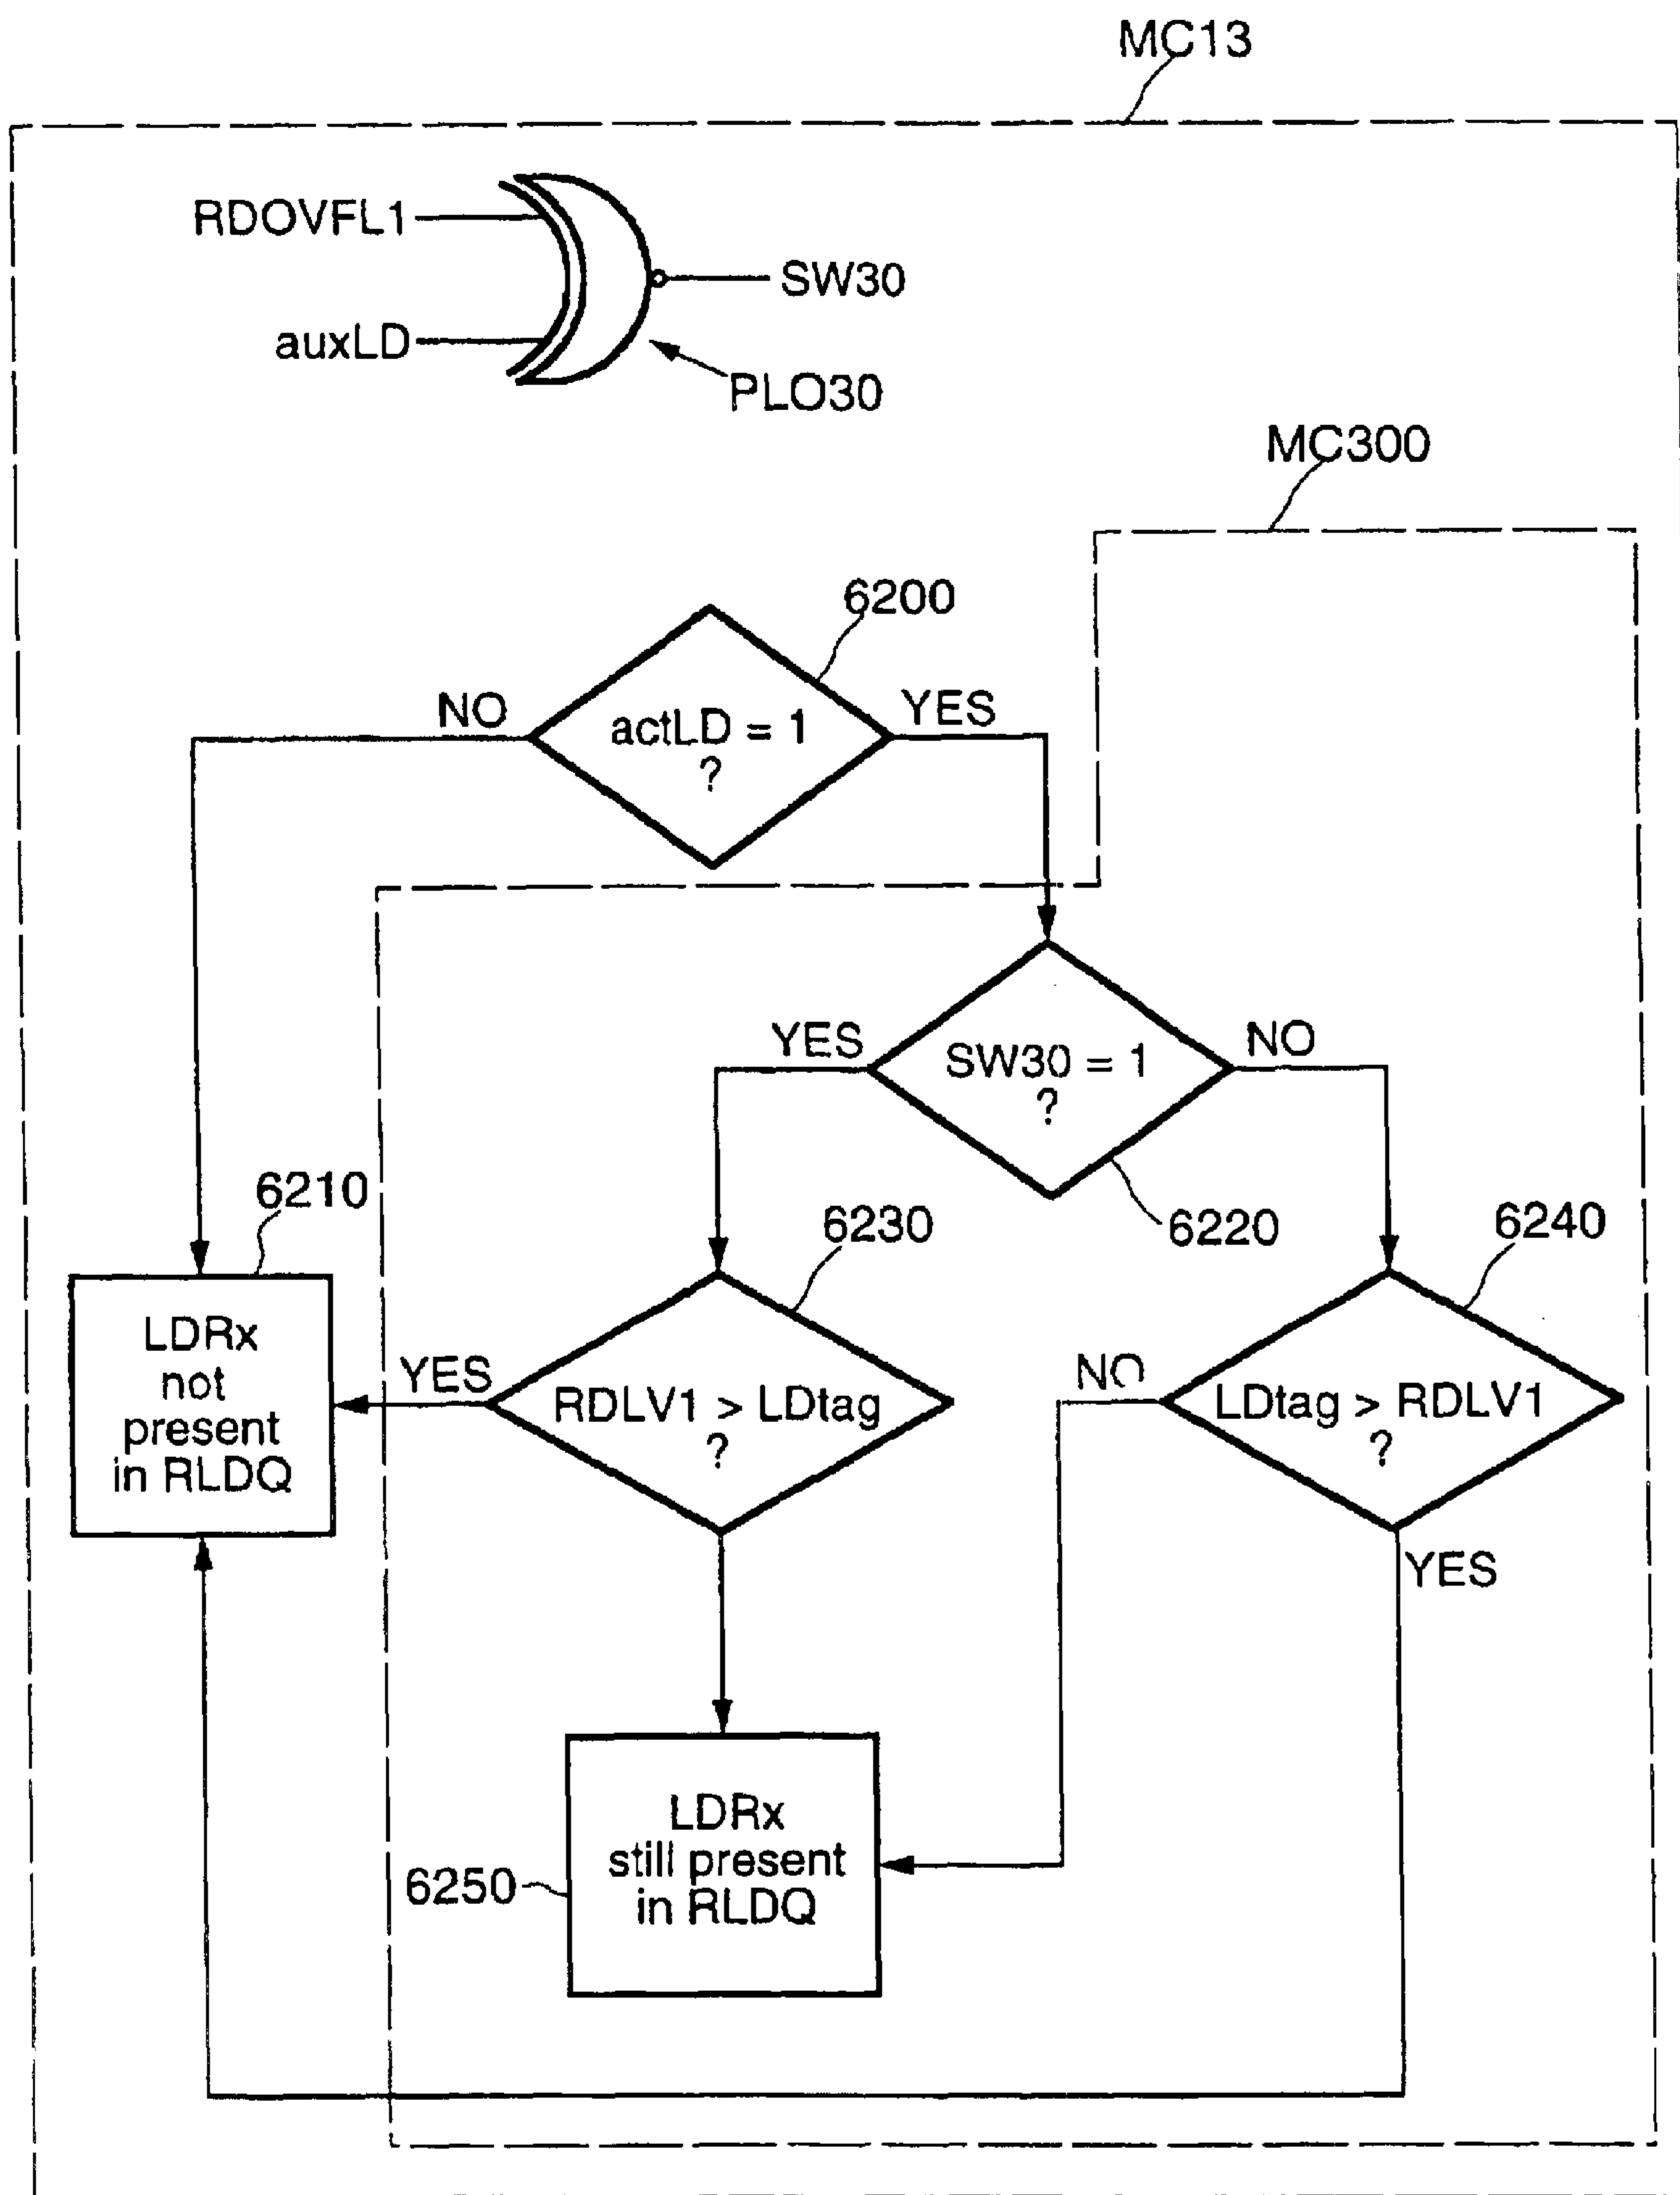 MC13
RDOVFL1
SW30
auxLD
PLO30
MC300
6200
NO
YES
actLD = 1
?
YES
NO
SW30 = 1
?
6210
6230
6220
6240
LDRx
not
present
in RLDQ
YES
RDLV1 > LDtag
?
NO
LDtag > RDLV1
?
YES
LDRx
still present
in RLDQ
6250